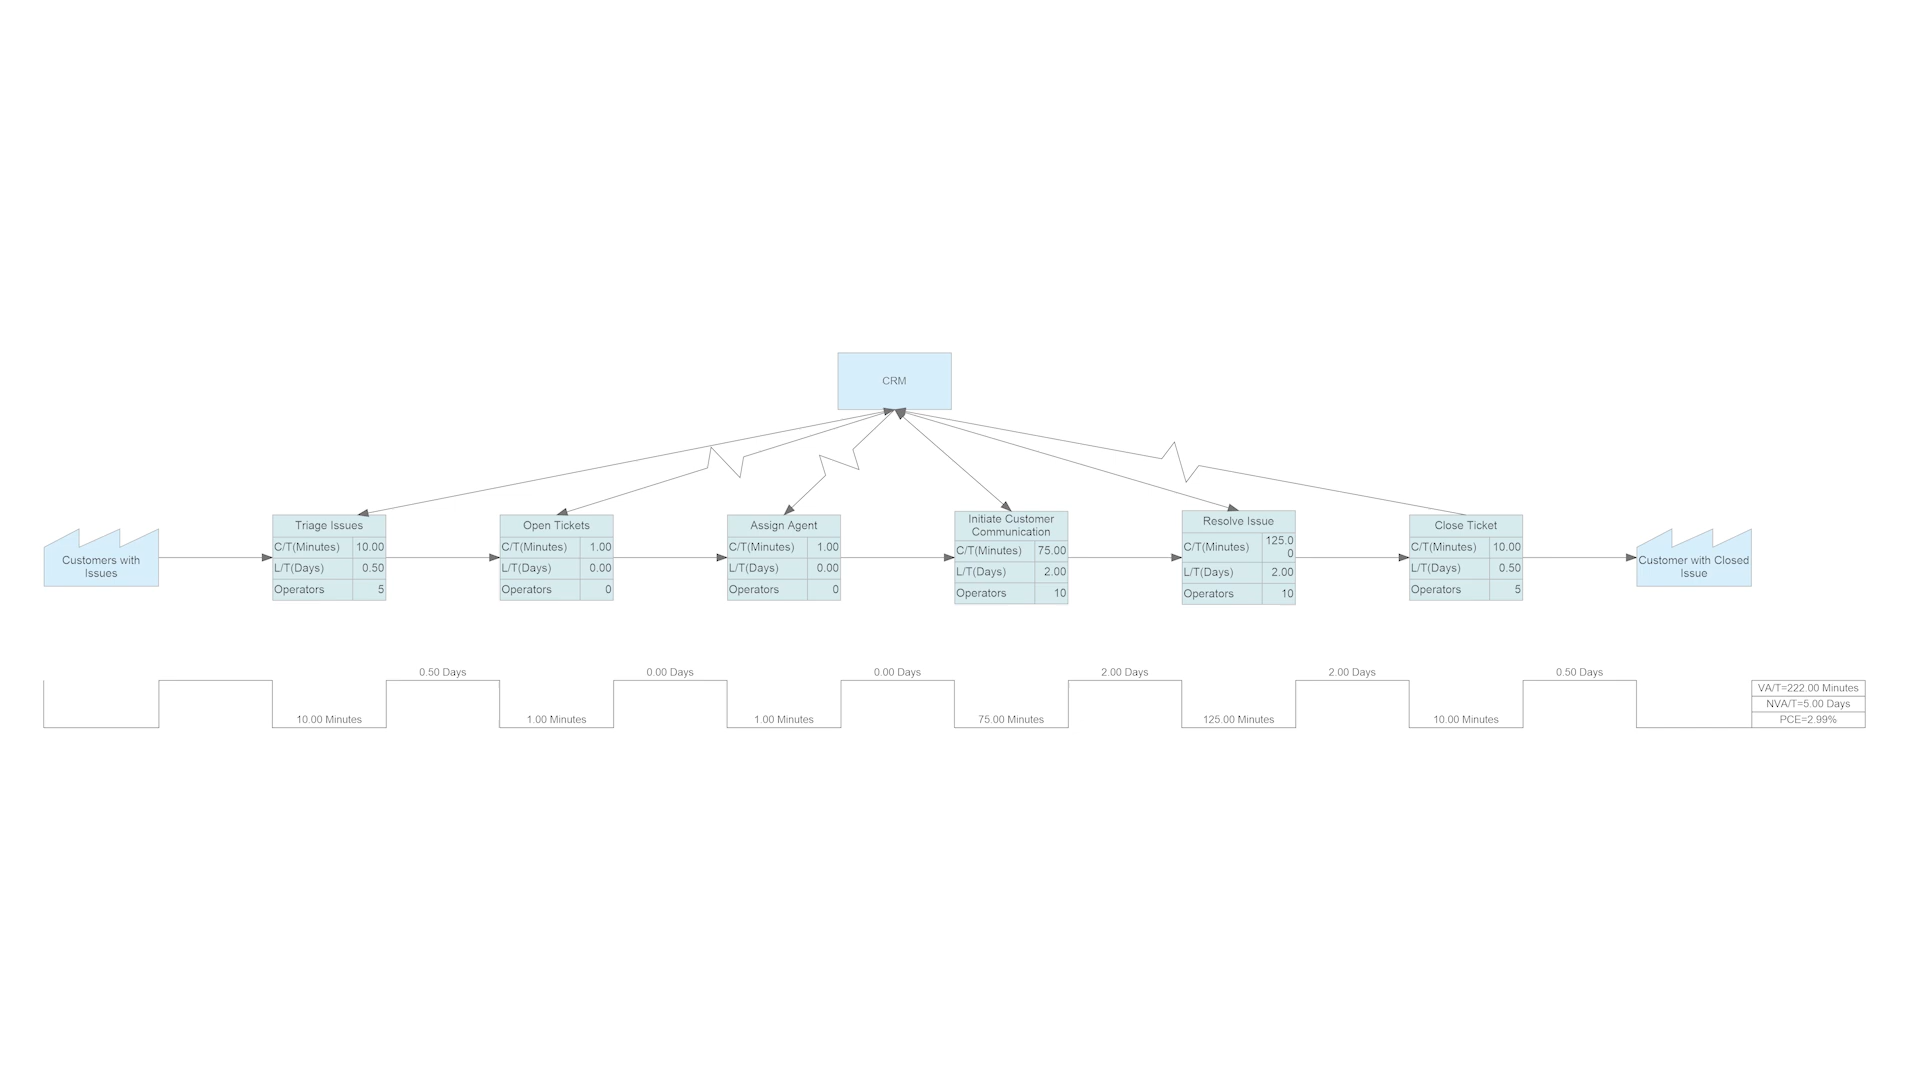 CRM
Customers with
Issues
Triage Issues
C/T(Minutes) 10.00
L/T(Days) 0.50
Operators 5
Open Tickets
C/T(Minutes) 1.00
L/T(Days) 0.00
Operators 0
Assign Agent
C/T(Minutes) 1.00
L/T(Days) 0.00
Operators 0
Initiate Customer
Communication
C/T(Minutes) 75.00
L/T(Days) 2.00
Operators 10
Resolve Issue
C/T(Minutes) 125.0
0
L/T(Days) 2.00
Operators 10
Close Ticket
C/T(Minutes) 10.00
L/T(Days) 0.50
Operators 5
Customer with Closed
Issue
0.50 Days
0.00 Days
0.00 Days
2.00 Days
2.00 Days
0.50 Days
10.00 Minutes
1.00 Minutes
1.00 Minutes
75.00 Minutes
125.00 Minutes
10.00 Minutes
VA/T=222.00 Minutes
NVA/T=5.00 Days
PCE=2.99%